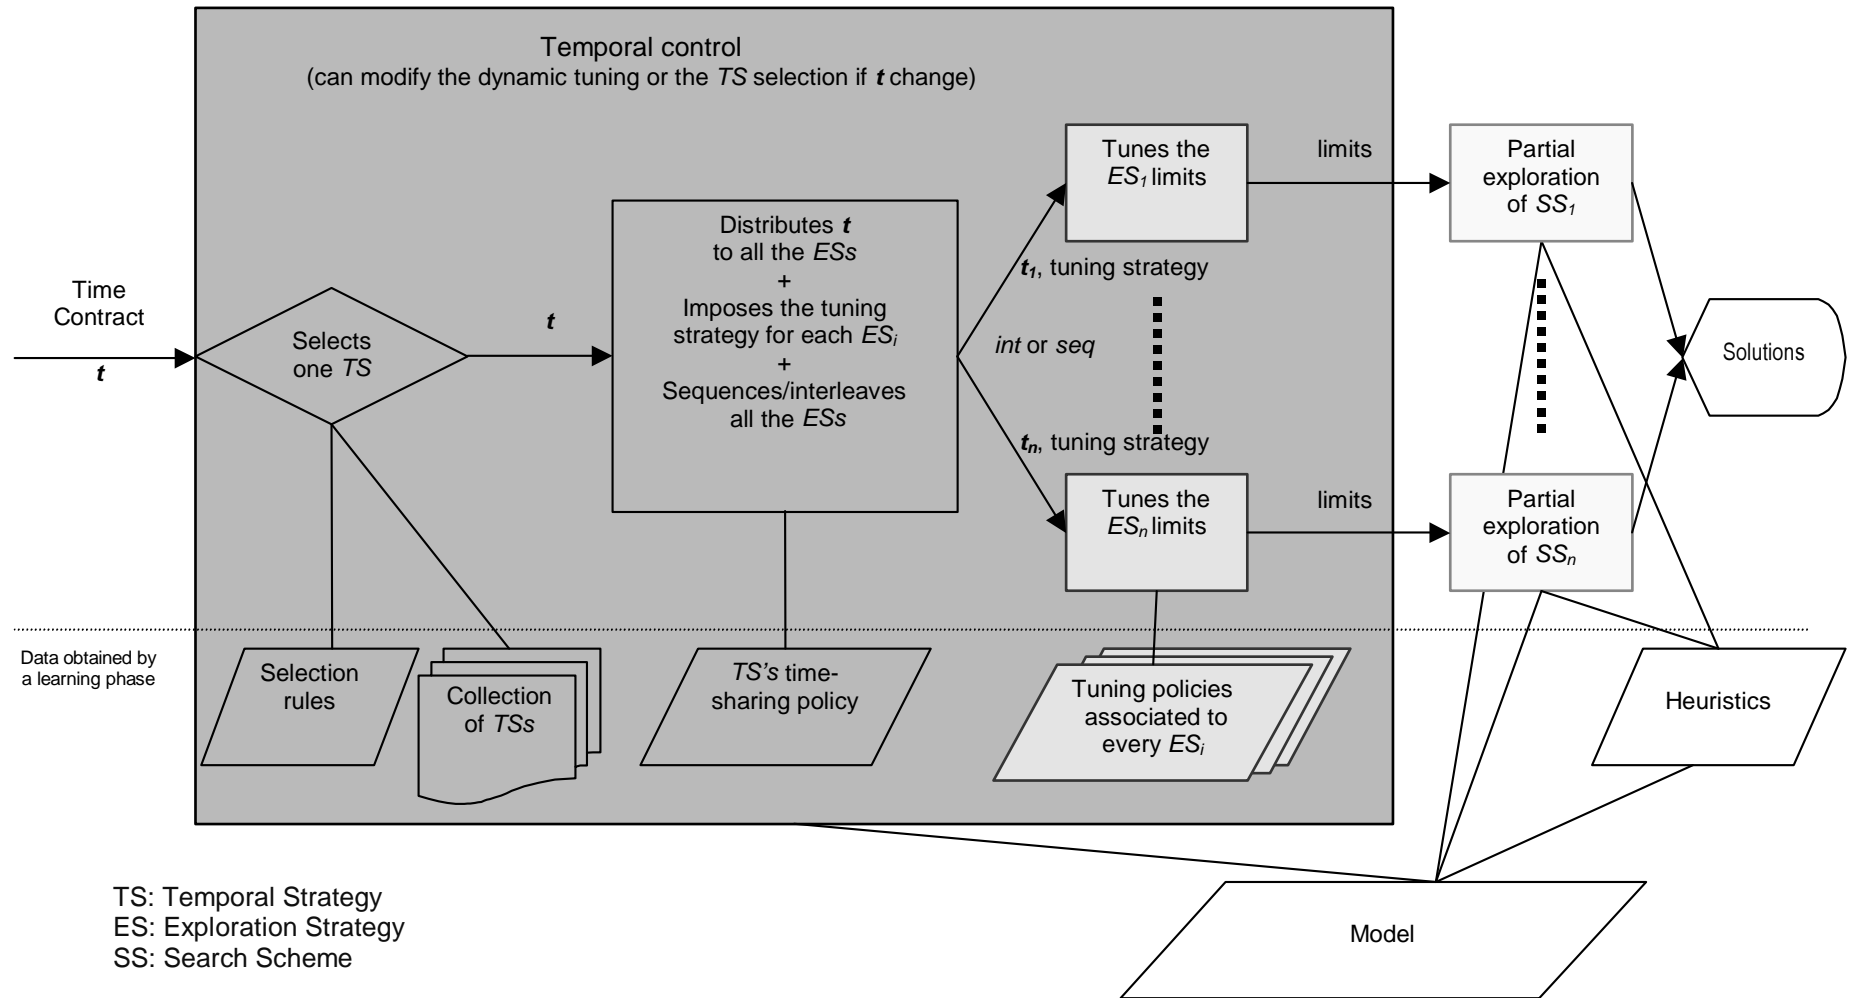 Temporal control
(can modify the dynamic tuning or the TS selection if t change)
Time
Contract
t
Selects
one TS
t
Distributes t
to all the ESs
+
Imposes the tuning
strategy for each ESi
+
Sequences/interleaves
all the ESs
int or seq
t1, tuning strategy
tn, tuning strategy
Tunes the
ES1 limits
Tunes the
ESn limits
limits
limits
Partial
exploration
of SS1
Partial
exploration
of SSn
Solutions
Data obtained by
a learning phase
Selection
rules
Collection
of TSs
TS's time-
sharing policy
Tuning policies
associated to
every ESi
Heuristics
Model
TS: Temporal Strategy
ES: Exploration Strategy
SS: Search Scheme